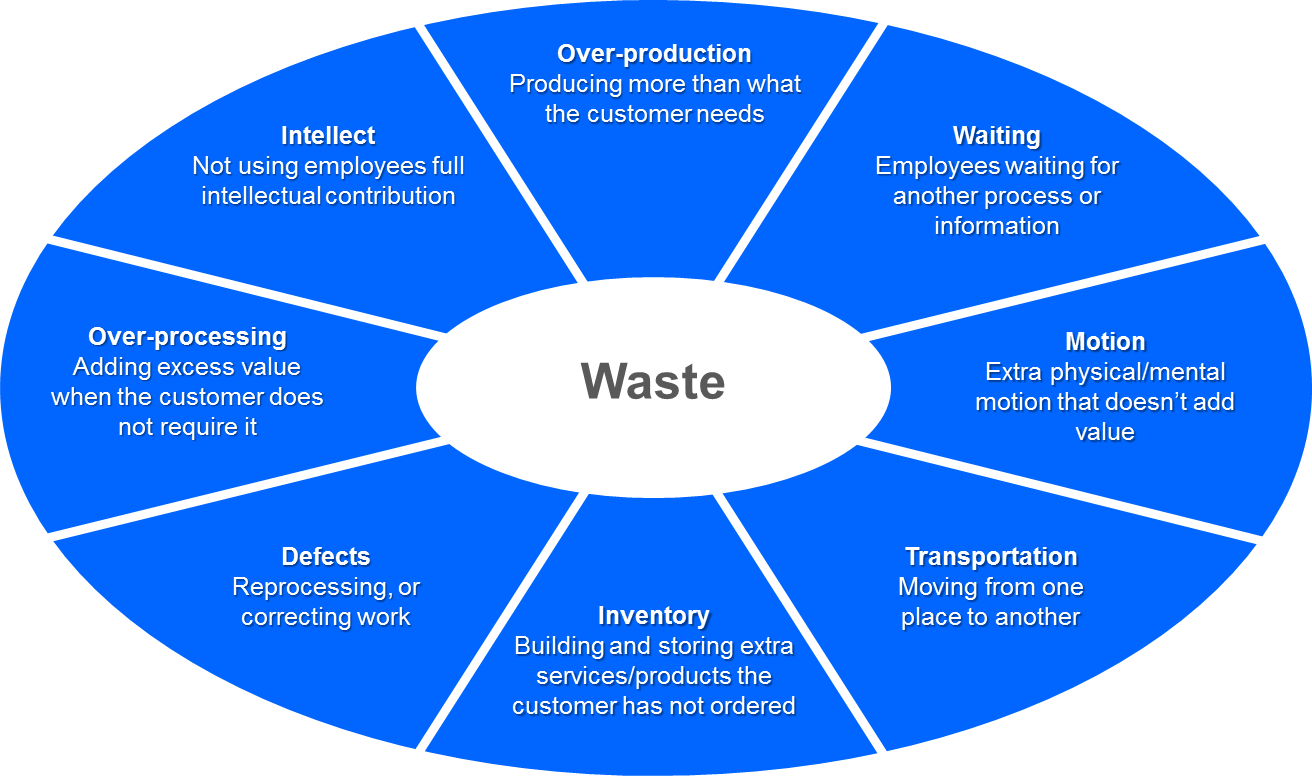 Over-production
Producing more than what
the customer needs
Waiting
Employees waiting for
another process or
information
Motion
Extra physical/mental
motion that doesn’t add
value
Transportation
Moving from one
place to another
Inventory
Building and storing extra
services/products the
customer has not ordered
Defects
Reprocessing, or
correcting work
Over-processing
Adding excess value
when the customer does
not require it
Intellect
Not using employees full
intellectual contribution
Waste